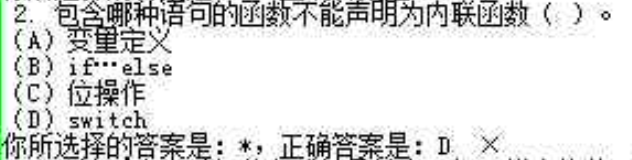 2. 包含哪种语句的函数不能声明为内联函数（ ）。
(A) 变量定义
(B) if…else
(C) 位操作
(D) switch
你所选择的答案是: *, 正确答案是: D ×